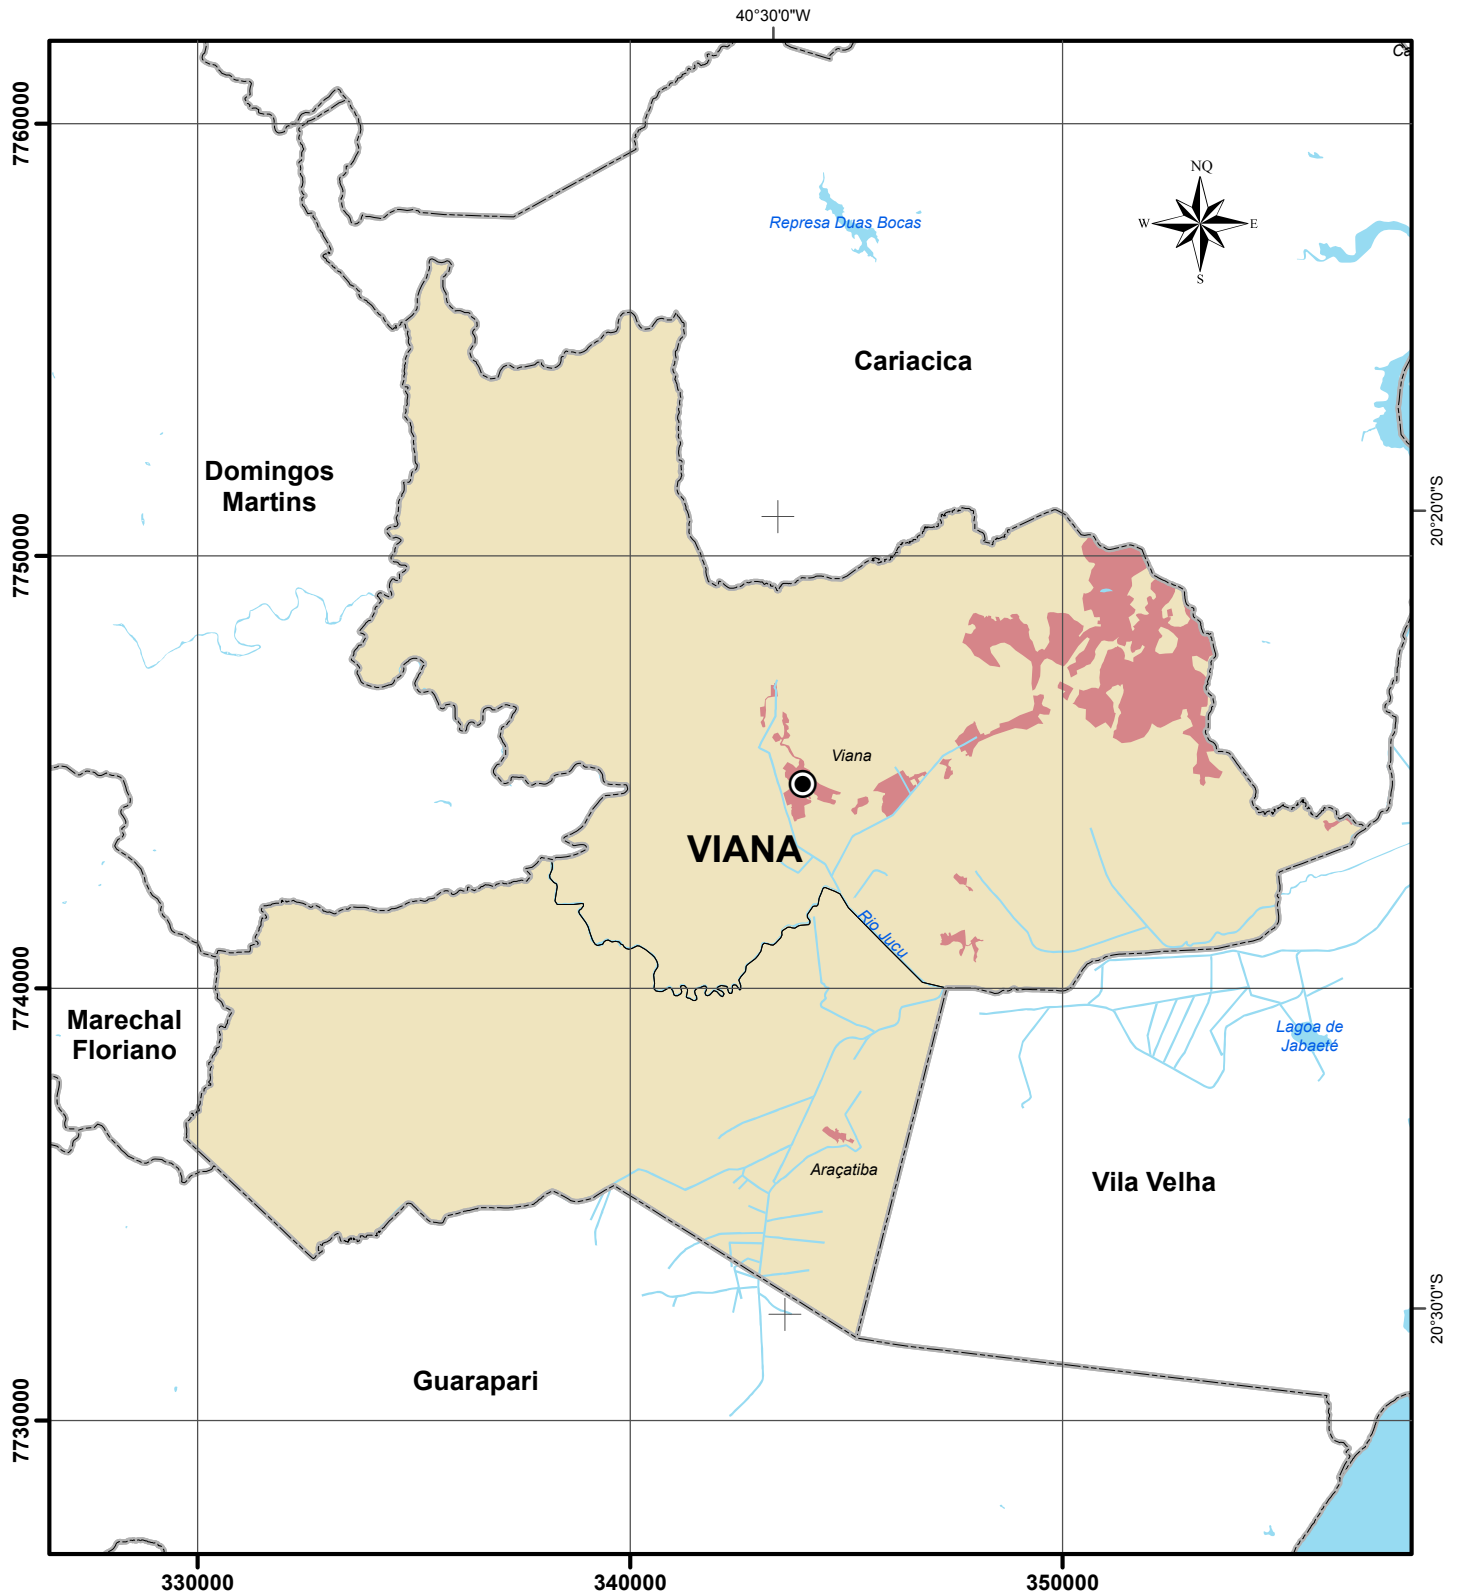 40°30'0"W
Ca
7760000
NQ
W
E
S
Represa Duas Bocas
Cariacica
Domingos
Martins
20°20'0"S
7750000
Viana
VIANA
Rio Jucu
7740000
Marechal
Floriano
Lagoa de
Jabaeté
Araçatiba
Vila Velha
20°30'0"S
Guarapari
7730000
330000
340000
350000